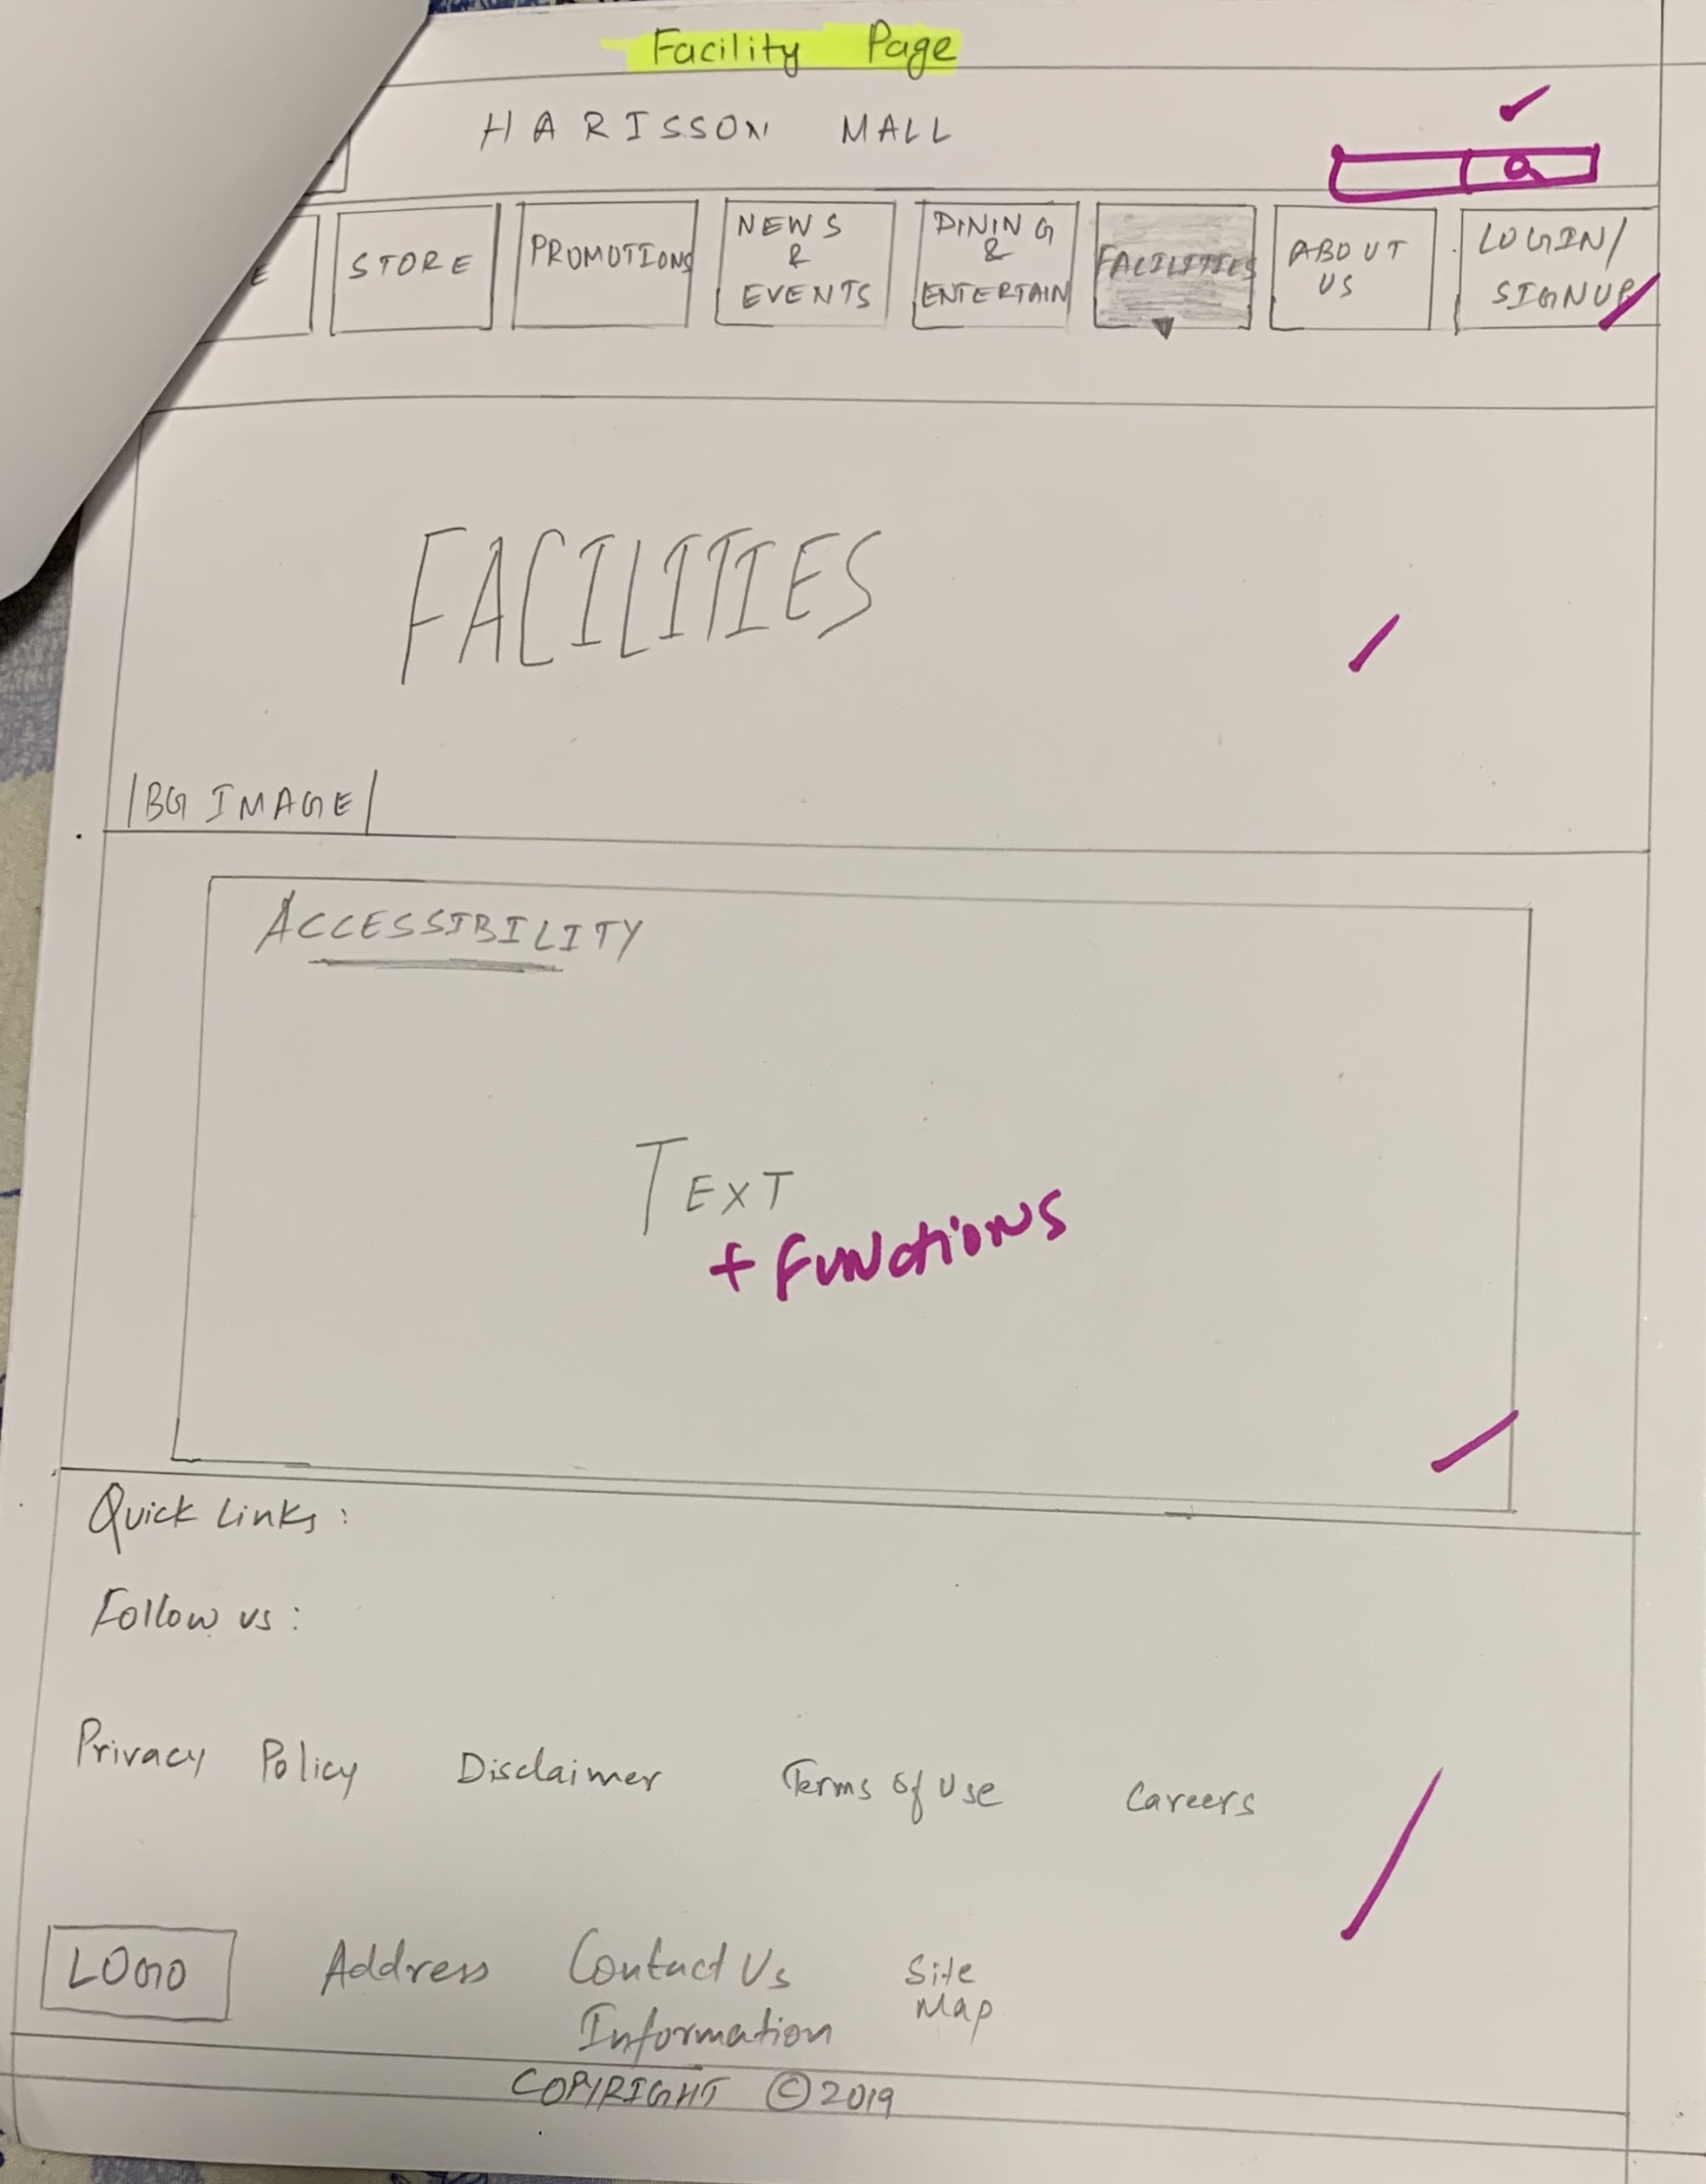 Facility Page
HARISSON MALL
E
STORE
PROMOTIONS
NEWS
&
EVENTS
DINING
&
ENTERTAIN
FACILITIES
ABOUT
US
LOGIN/
SIGNUP
FACILITIES
|BG IMAGE|
ACCESSIBILITY
TEXT
+ Functions
Quick Links:
Follow us:
Privacy Policy Disclaimer Terms of Use Careers
LOGO
Address
Contact Us
Information
Site
Map
COPYRIGHT © 2019